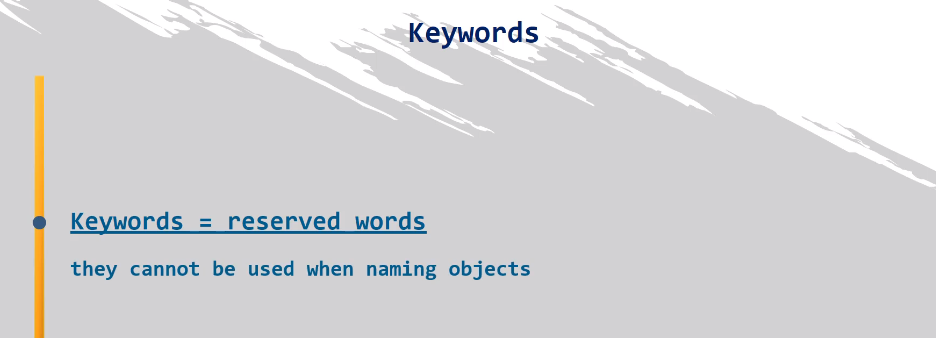 Keywords
Keywords = reserved words
they cannot be used when naming objects